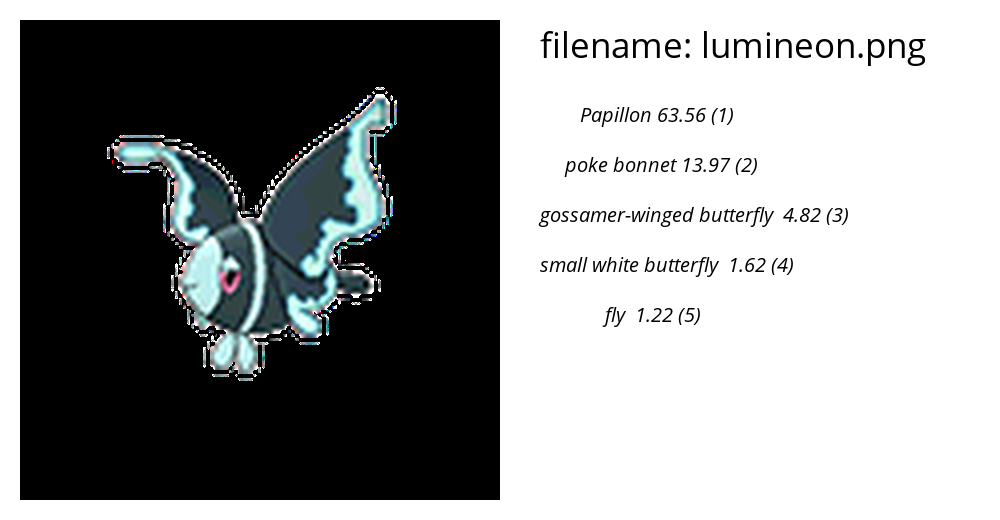 filename: lumineon.png
Papillon 63.56 (1)
poke bonnet 13.97 (2)
gossamer-winged butterfly 4.82 (3)
small white butterfly 1.62 (4)
fly 1.22 (5)